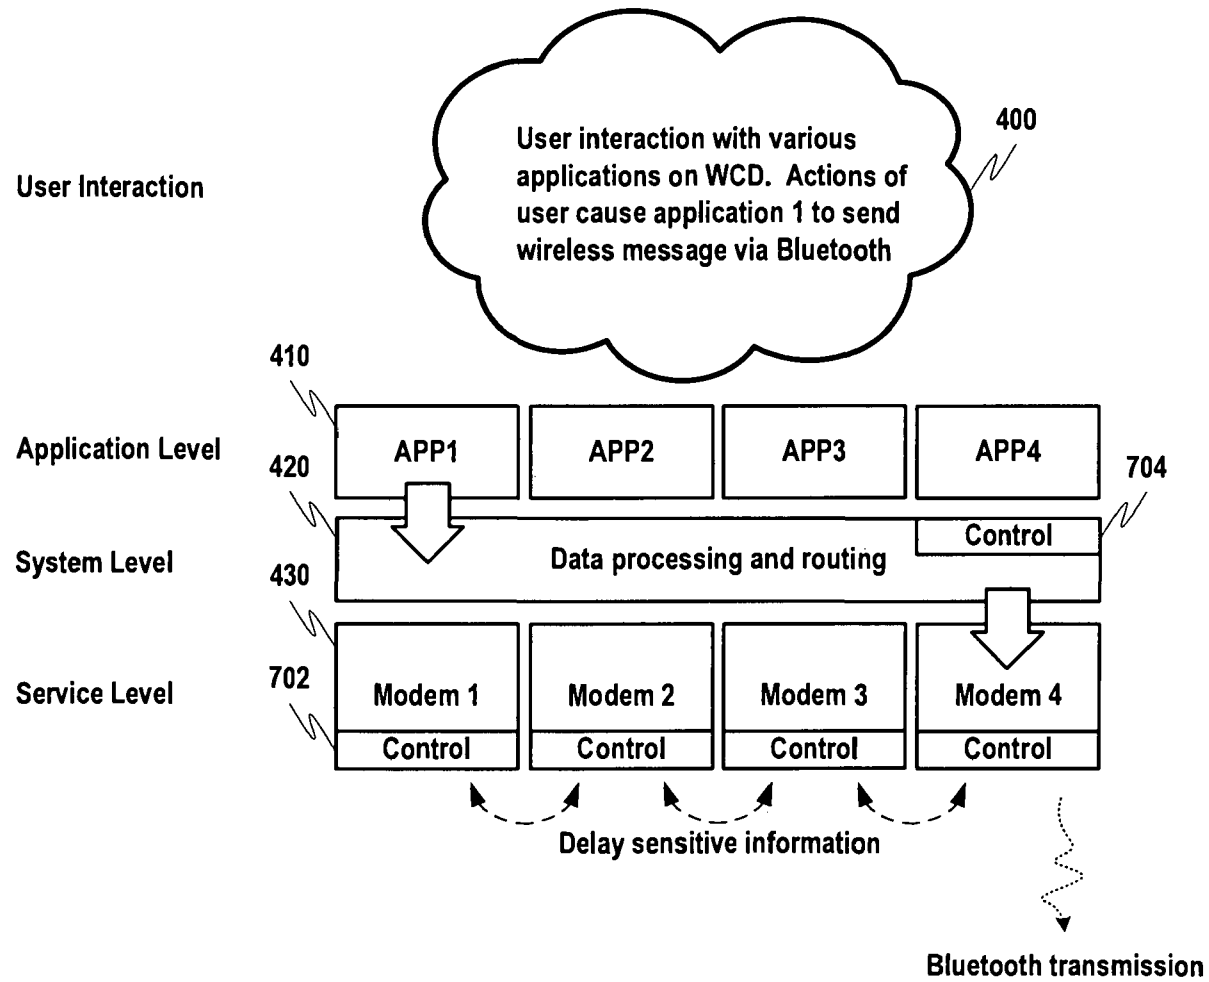 User interaction with various
applications on WCD. Actions of
user cause application 1 to send
wireless message via Bluetooth
400
User Interaction
410
Application Level
APP1
APP2
APP3
APP4
420
704
Control
System Level
Data processing and routing
430
Service Level
702
Modem 1
Modem 2
Modem 3
Modem 4
Control
Control
Control
Control
Delay sensitive information
Bluetooth transmission